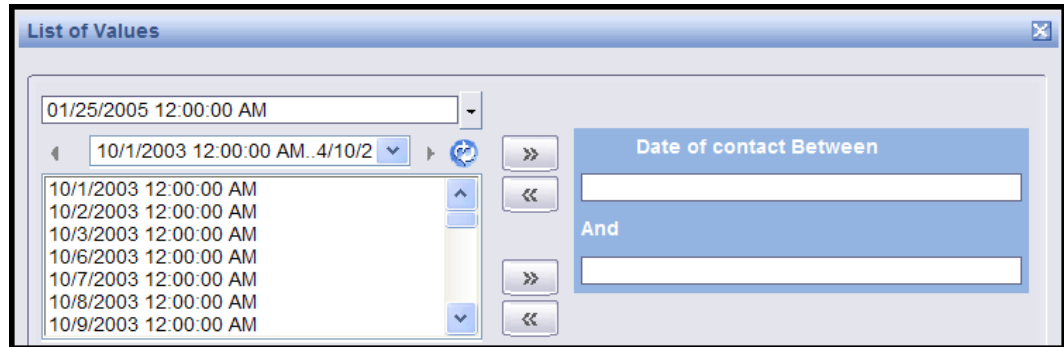 List of Values
01/25/2005 12:00:00 AM
10/1/2003 12:00:00 AM..4/10/2
10/1/2003 12:00:00 AM
10/2/2003 12:00:00 AM
10/3/2003 12:00:00 AM
10/6/2003 12:00:00 AM
10/7/2003 12:00:00 AM
10/8/2003 12:00:00 AM
10/9/2003 12:00:00 AM
Date of contact Between
And